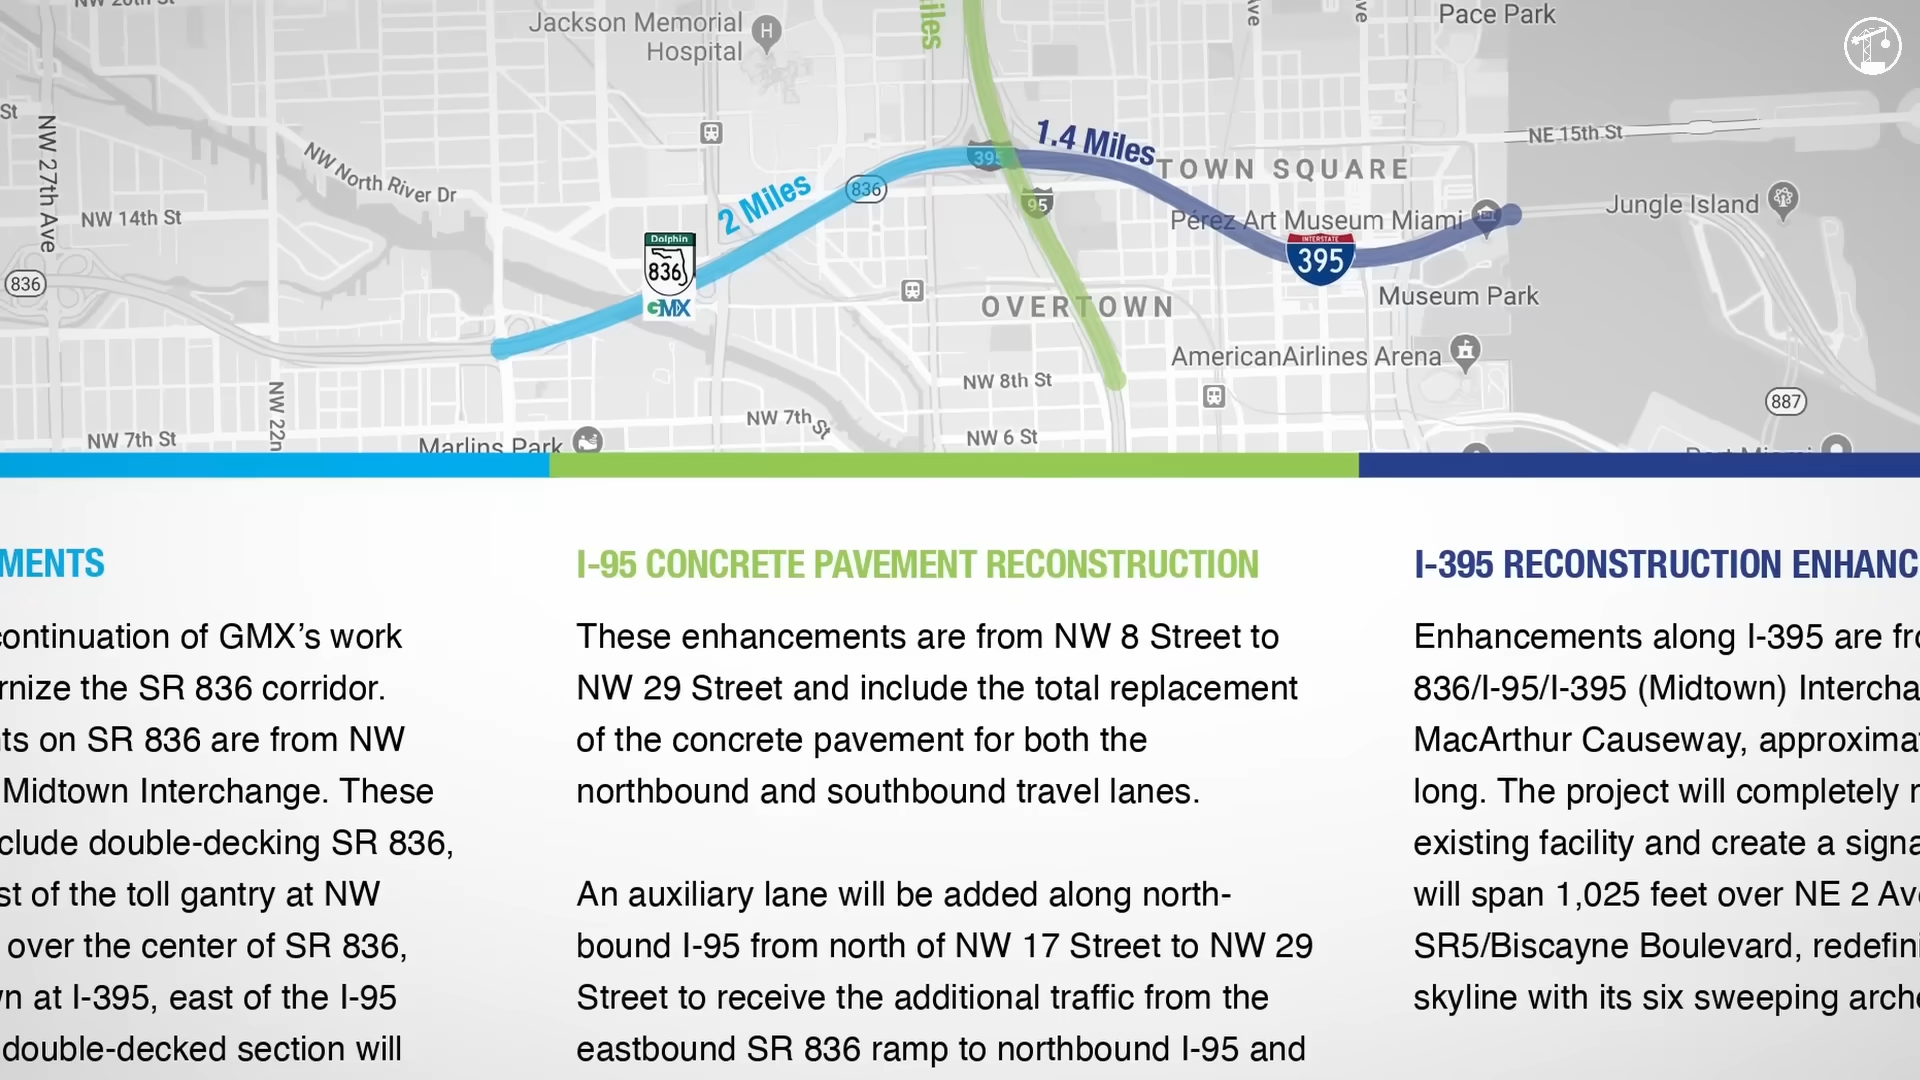 Jackson Memorial
Hospital
H
iles
Ave
ve
Pace Park
St
NW 27th Ave
NW North River Dr
NW 14th St
836
2 Miles
Dolphin
836
GMX
836
395
1.4 Miles
95
TOWN SQUARE
Pérez Art Museum Miami
INTERSTATE
395
NE 15th St
Jungle Island
OVERTOWN
Museum Park
AmericanAirlines Arena
NW 8th St
887
NW 22n
NW 7th St
Marlins Park
NW 7th St
NW 6 St
MENTS
continuation of GMX's work
rnize the SR 836 corridor.
ts on SR 836 are from NW
Midtown Interchange. These
clude double-decking SR 836,
st of the toll gantry at NW
over the center of SR 836,
n at I-395, east of the I-95
double-decked section will
I-95 CONCRETE PAVEMENT RECONSTRUCTION
These enhancements are from NW 8 Street to
NW 29 Street and include the total replacement
of the concrete pavement for both the
northbound and southbound travel lanes.
An auxiliary lane will be added along north-
bound I-95 from north of NW 17 Street to NW 29
Street to receive the additional traffic from the
eastbound SR 836 ramp to northbound I-95 and
I-395 RECONSTRUCTION ENHANC
Enhancements along I-395 are fro
836/I-95/I-395 (Midtown) Intercha
MacArthur Causeway, approximat
long. The project will completely r
existing facility and create a signa
will span 1,025 feet over NE 2 Ave
SR5/Biscayne Boulevard, redefini
skyline with its six sweeping arche